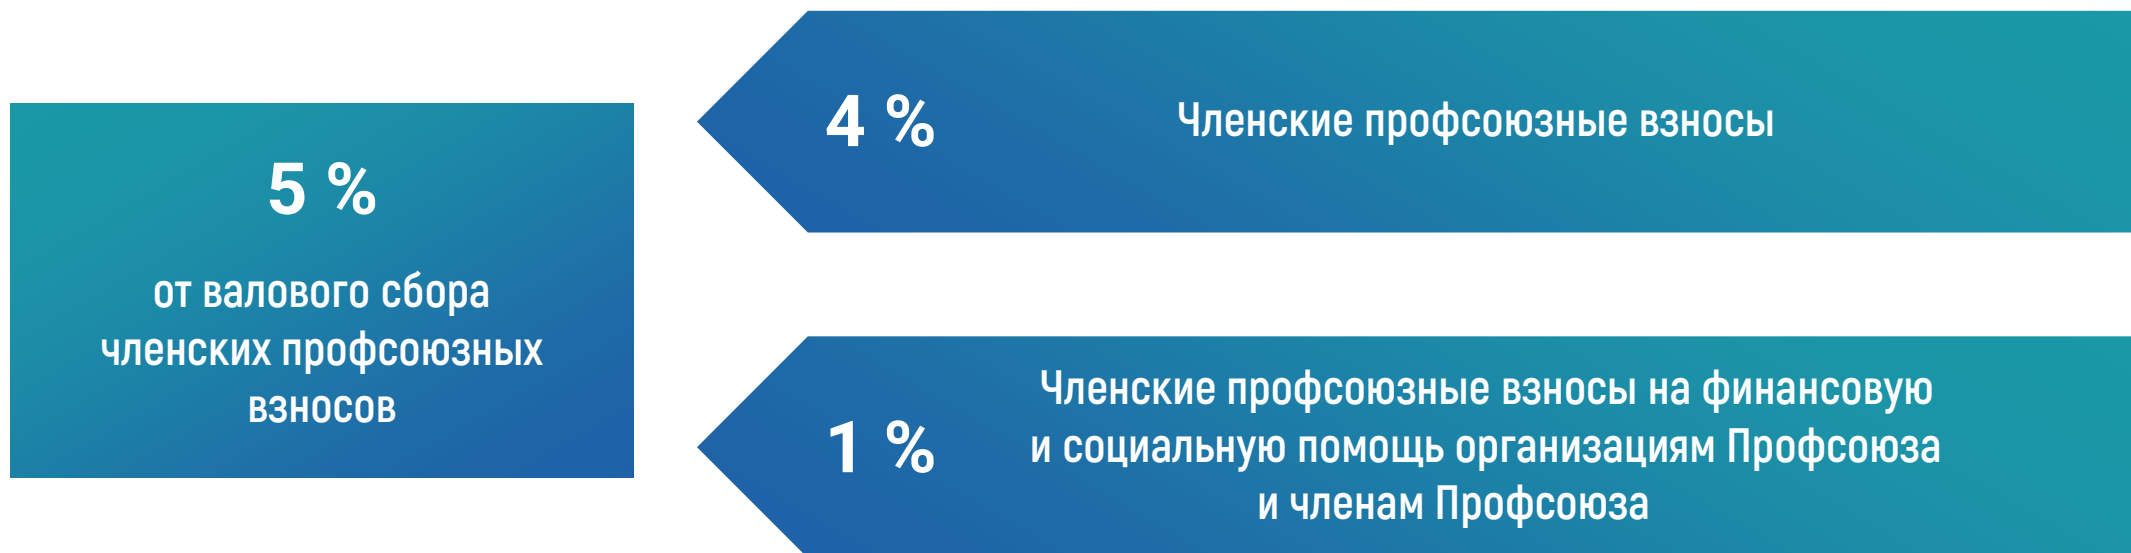 5 %
от валового сбора
членских профсоюзных
взносов
4 %
Членские профсоюзные взносы
1 %
Членские профсоюзные взносы на финансовую
и социальную помощь организациям Профсоюза
и членам Профсоюза